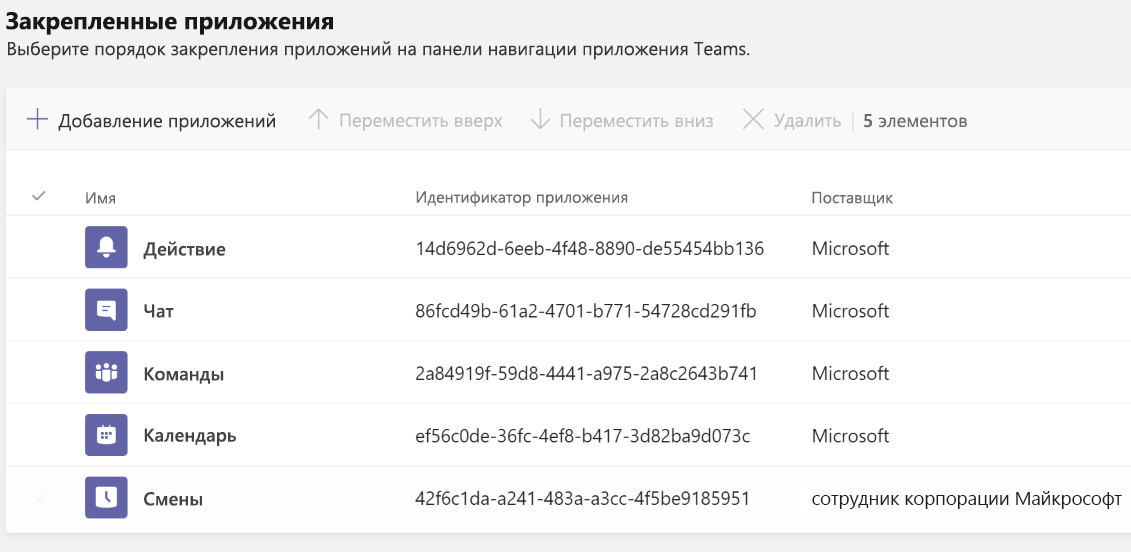 Закрепленные приложения
Выберите порядок закрепления приложений на панели навигации приложения Teams.
Добавление приложений Переместить вверх Переместить вниз Удалить | 5 элементов
Имя Идентификатор приложения Поставщик
Действие 14d6962d-6eeb-4f48-8890-de55454bb136 Microsoft
Чат 86fcd49b-61a2-4701-b771-54728cd291fb Microsoft
Команды 2a84919f-59d8-4441-a975-2a8c2643b741 Microsoft
Календарь ef56c0de-36fc-4ef8-b417-3d82ba9d073c Microsoft
Смены 42f6c1da-a241-483a-a3cc-4f5be9185951 сотрудник корпорации Майкрософт